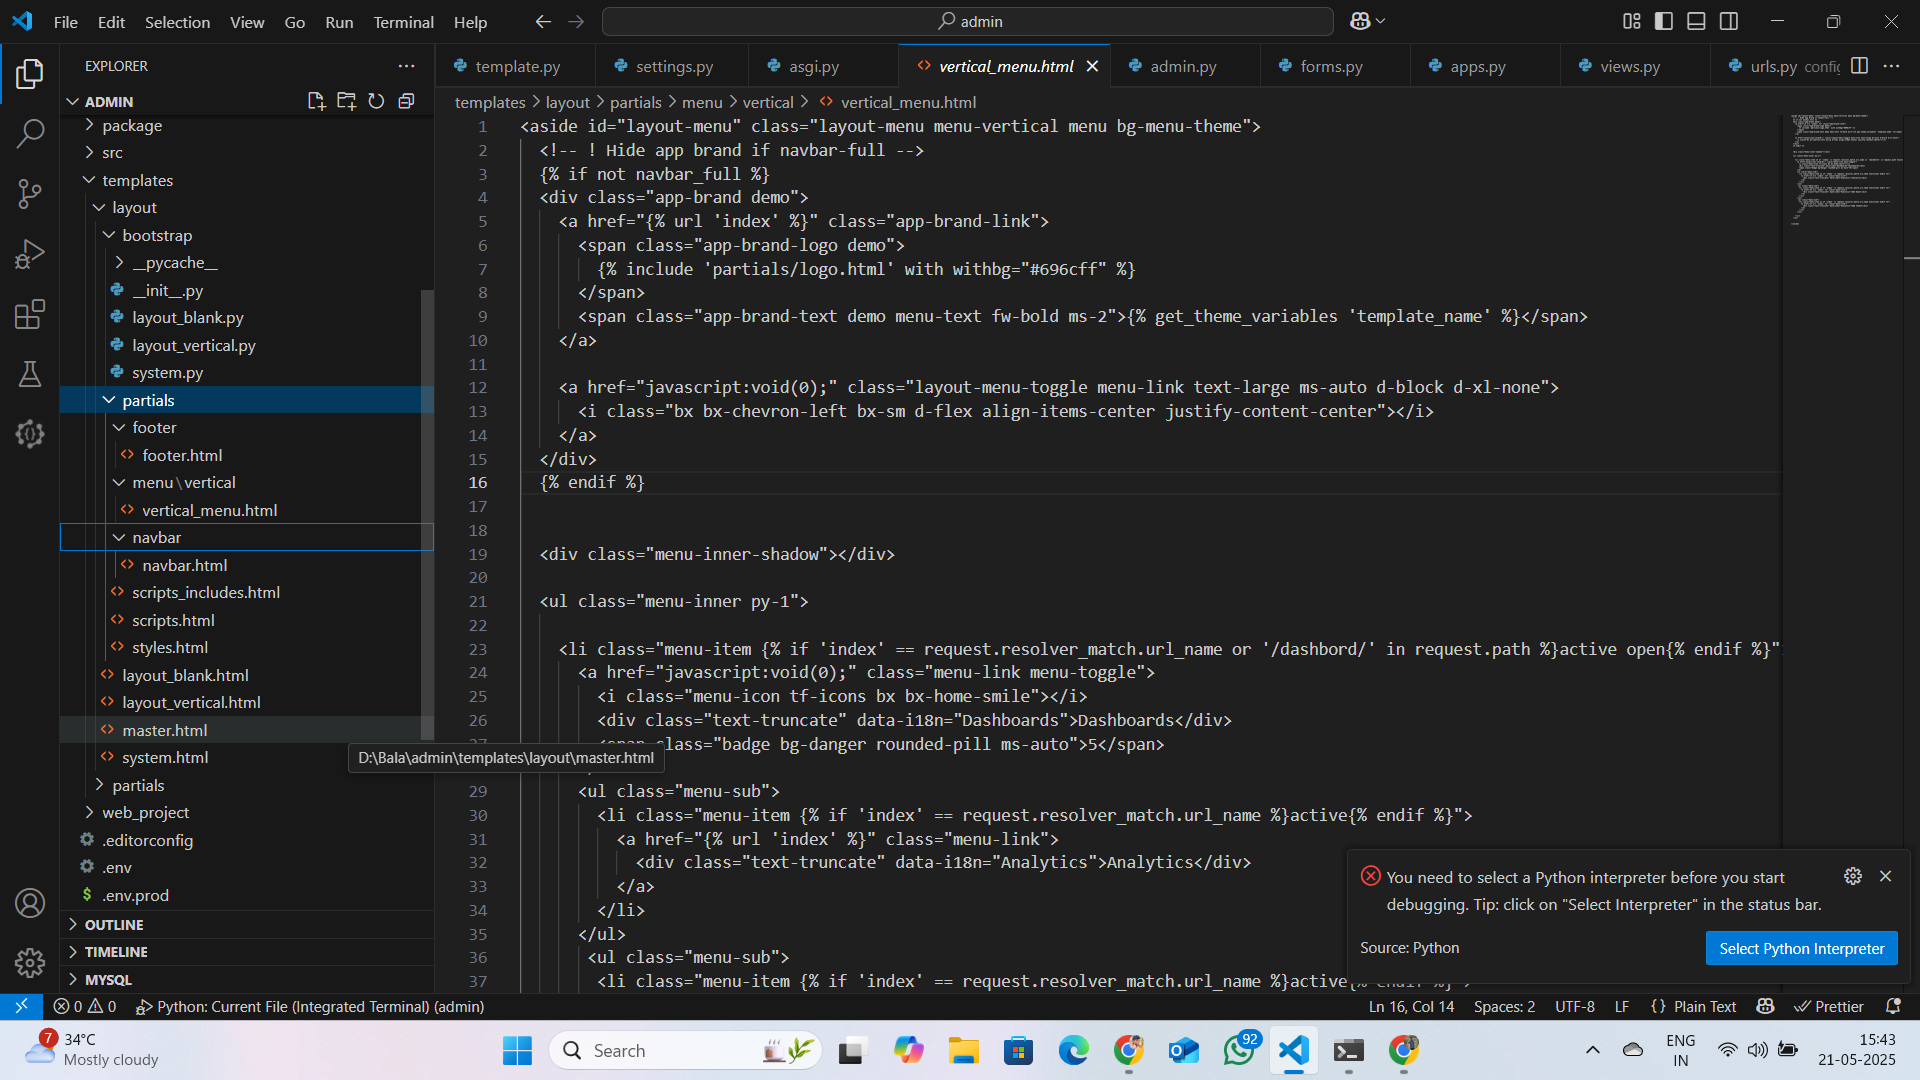 File Edit Selection View Go Run Terminal Help
admin
EXPLORER
template.py settings.py asgi.py vertical_menu.html admin.py forms.py apps.py views.py urls.py config
ADMIN
templates > layout > partials > menu > vertical > vertical_menu.html
package
src
templates
layout
bootstrap
__pycache__
__init__.py
layout_blank.py
layout_vertical.py
system.py
partials
footer
footer.html
menu\vertical
vertical_menu.html
navbar
navbar.html
scripts_includes.html
scripts.html
styles.html
layout_blank.html
layout_vertical.html
master.html
system.html
D:\Bala\admin\templates\layout\master.html
partials
web_project
.editorconfig
.env
$ .env.prod
OUTLINE
TIMELINE
MYSQL
1 <aside id="layout-menu" class="layout-menu menu-vertical menu bg-menu-theme">
2 <!-- ! Hide app brand if navbar-full -->
3 {% if not navbar_full %}
4 <div class="app-brand demo">
5 <a href="{% url 'index' %}" class="app-brand-link">
6 <span class="app-brand-logo demo">
7 {% include 'partials/logo.html' with withbg="#696cff" %}
8 </span>
9 <span class="app-brand-text demo menu-text fw-bold ms-2">{% get_theme_variables 'template_name' %}</span>
10 </a>
11
12 <a href="javascript:void(0);" class="layout-menu-toggle menu-link text-large ms-auto d-block d-xl-none">
13 <i class="bx bx-chevron-left bx-sm d-flex align-items-center justify-content-center"></i>
14 </a>
15 </div>
16 {% endif %}
17
18
19 <div class="menu-inner-shadow"></div>
20
21 <ul class="menu-inner py-1">
22
23 <li class="menu-item {% if 'index' == request.resolver_match.url_name or '/dashbord/' in request.path %}active open{% endif %}"
24 <a href="javascript:void(0);" class="menu-link menu-toggle">
25 <i class="menu-icon tf-icons bx bx-home-smile"></i>
26 <div class="text-truncate" data-i18n="Dashboards">Dashboards</div>
class="badge bg-danger rounded-pill ms-auto">5</span>
29 <ul class="menu-sub">
30 <li class="menu-item {% if 'index' == request.resolver_match.url_name %}active{% endif %}">
31 <a href="{% url 'index' %}" class="menu-link">
32 <div class="text-truncate" data-i18n="Analytics">Analytics</div>
33 </a>
34 </li>
35 </ul>
36 <ul class="menu-sub">
37 <li class="menu-item {% if 'index' == request.resolver_match.url_name %}active
You need to select a Python interpreter before you start
debugging. Tip: click on "Select Interpreter" in the status bar.
Source: Python
Select Python Interpreter
0 0 Python: Current File (Integrated Terminal) (admin) Ln 16, Col 14 Spaces: 2 UTF-8 LF {} Plain Text Prettier
7 34°C
Mostly cloudy
Search
92
ENG
IN
15:43
21-05-2025